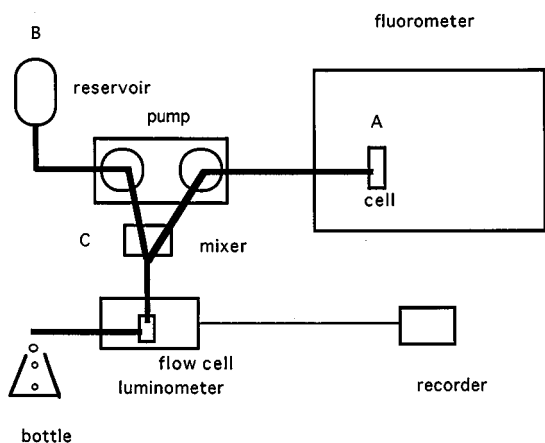 fluorometer
B
reservoir
pump
A
cell
C
mixer
flow cell
luminometer
recorder
bottle